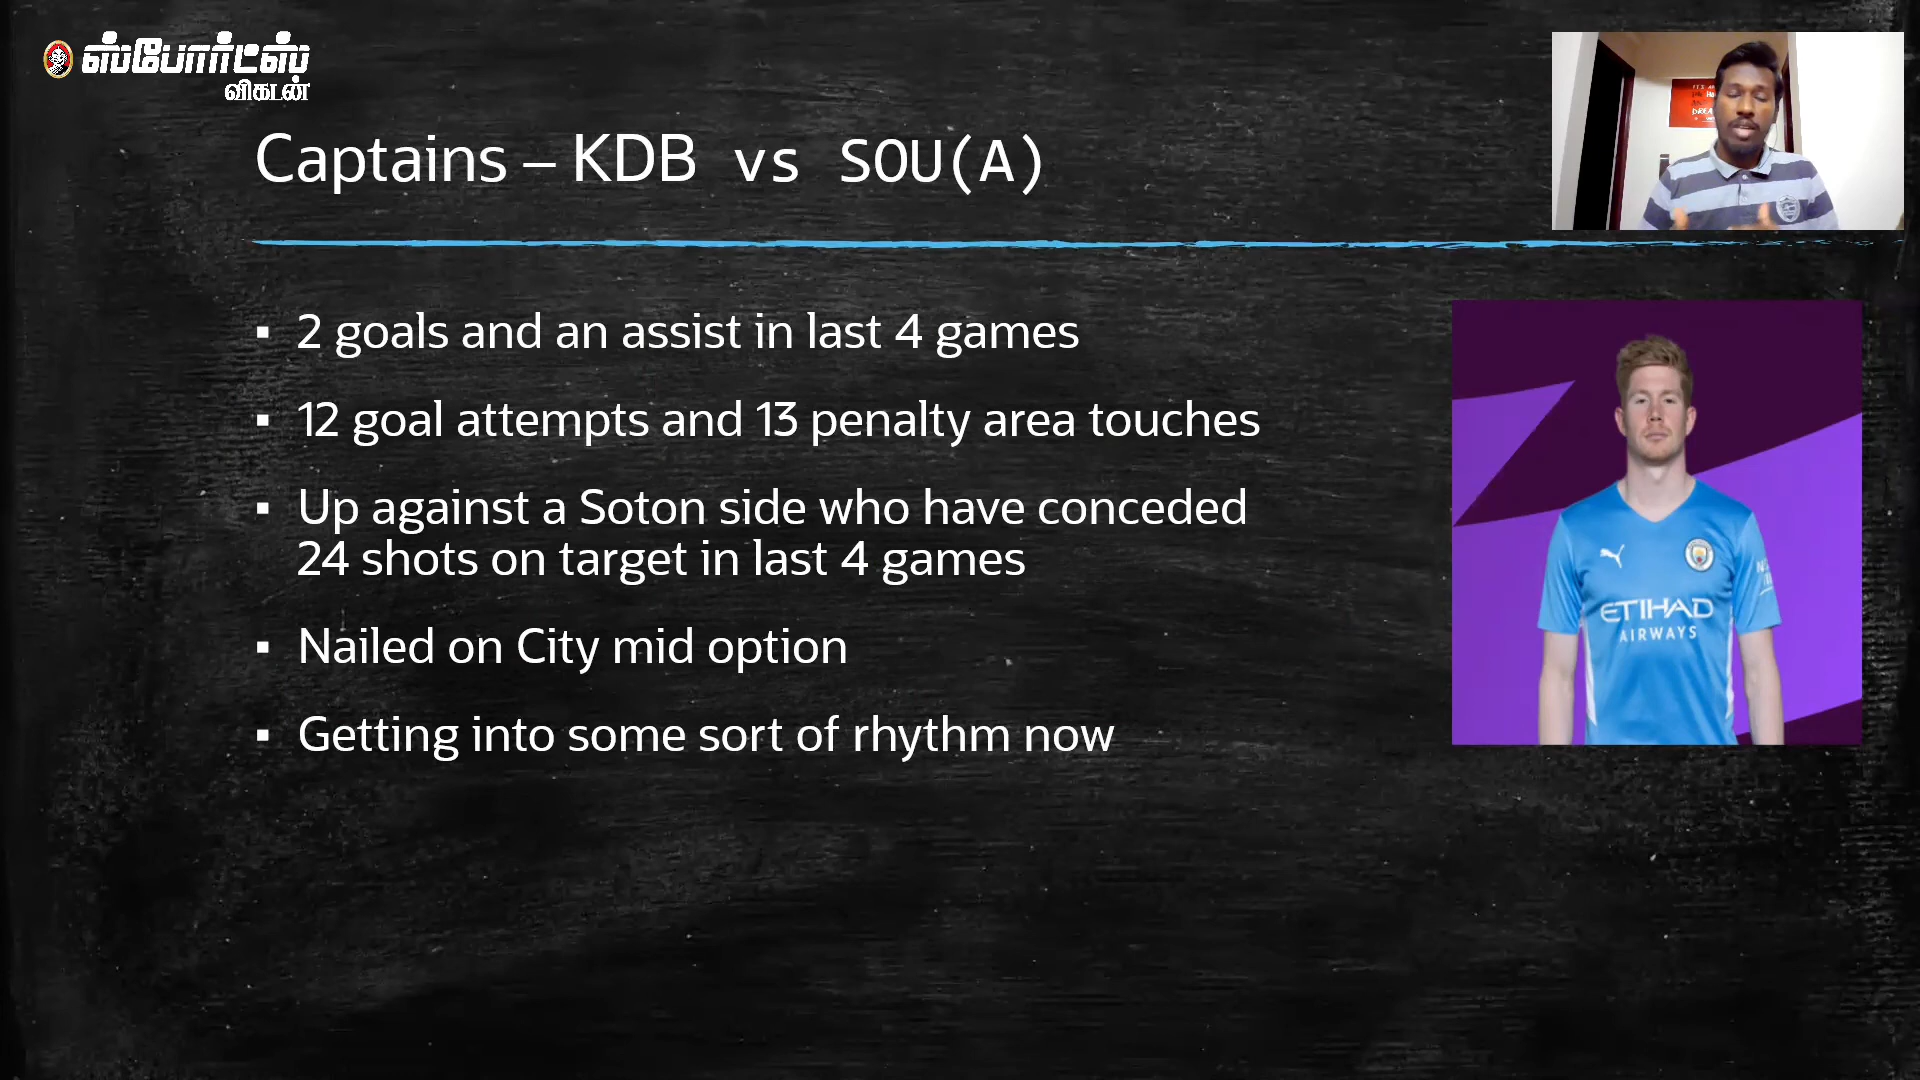 ஸ்போர்ட்ஸ்
விகடன்
Captains – KDB vs SOU(A)
▪ 2 goals and an assist in last 4 games
▪ 12 goal attempts and 13 penalty area touches
▪ Up against a Soton side who have conceded
24 shots on target in last 4 games
▪ Nailed on City mid option
▪ Getting into some sort of rhythm now
ETIHAD
AIRWAYS